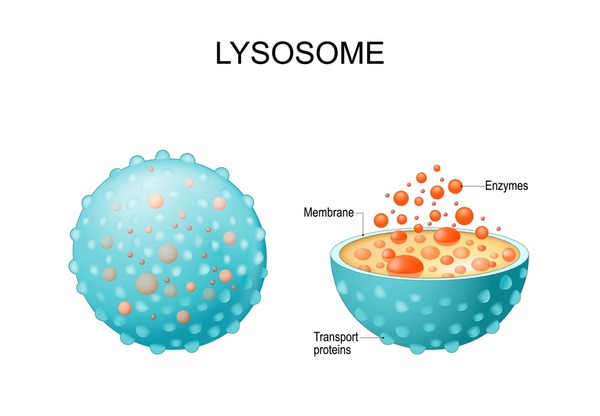 LYSOSOME
Enzymes
Membrane
Transport
proteins